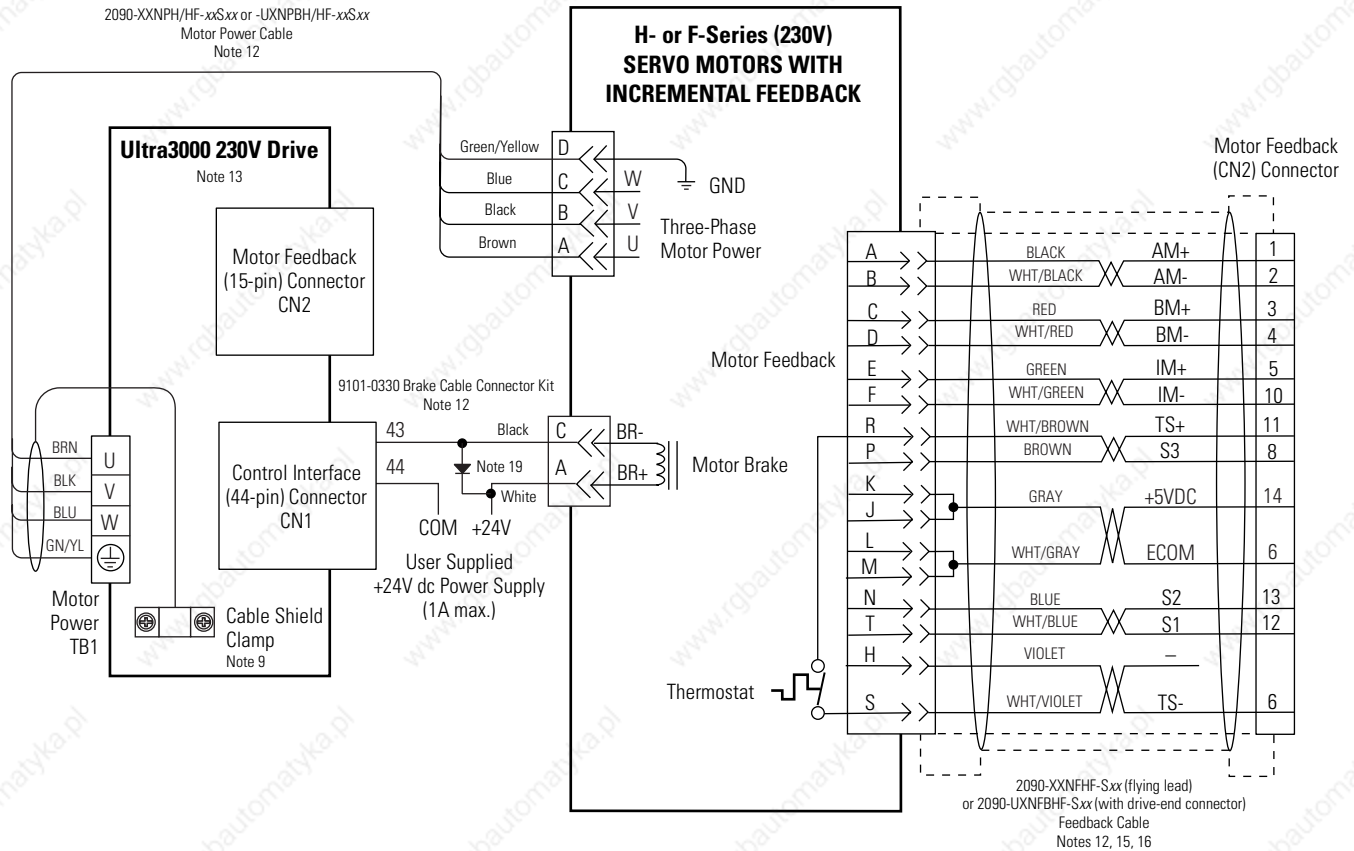 2090-XXNPH/HF-xxSxx or -UXNPBH/HF-xxSxx
Motor Power Cable
Note 12
H- or F-Series (230V)
SERVO MOTORS WITH
INCREMENTAL FEEDBACK
Ultra3000 230V Drive
Note 13
Motor Feedback
(15-pin) Connector
CN2
Control Interface
(44-pin) Connector
CN1
BRN
BLK
BLU
GN/YL
U
V
W
Motor
Power
TB1
Cable Shield
Clamp
Note 9
Green/Yellow
Blue
Black
Brown
D
C
B
A
W
V
U
GND
Three-Phase
Motor Power
9101-0330 Brake Cable Connector Kit
Note 12
43
44
Black
Note 19
White
COM +24V
User Supplied
+24V dc Power Supply
(1A max.)
C
A
BR-
BR+
Motor Brake
Motor Feedback
Thermostat
Motor Feedback
(CN2) Connector
A BLACK AM+ 1
B WHT/BLACK AM- 2
C RED BM+ 3
D WHT/RED BM- 4
E GREEN IM+ 5
F WHT/GREEN IM- 10
R WHT/BROWN TS+ 11
P BROWN S3 8
K GRAY +5VDC 14
J
L WHT/GRAY ECOM 6
M
N BLUE S2 13
T WHT/BLUE S1 12
H VIOLET –
S WHT/VIOLET TS- 6
2090-XXNFHF-Sxx (flying lead)
or 2090-UXNFBHF-Sxx (with drive-end connector)
Feedback Cable
Notes 12, 15, 16
www.rgbautomatyka.pl